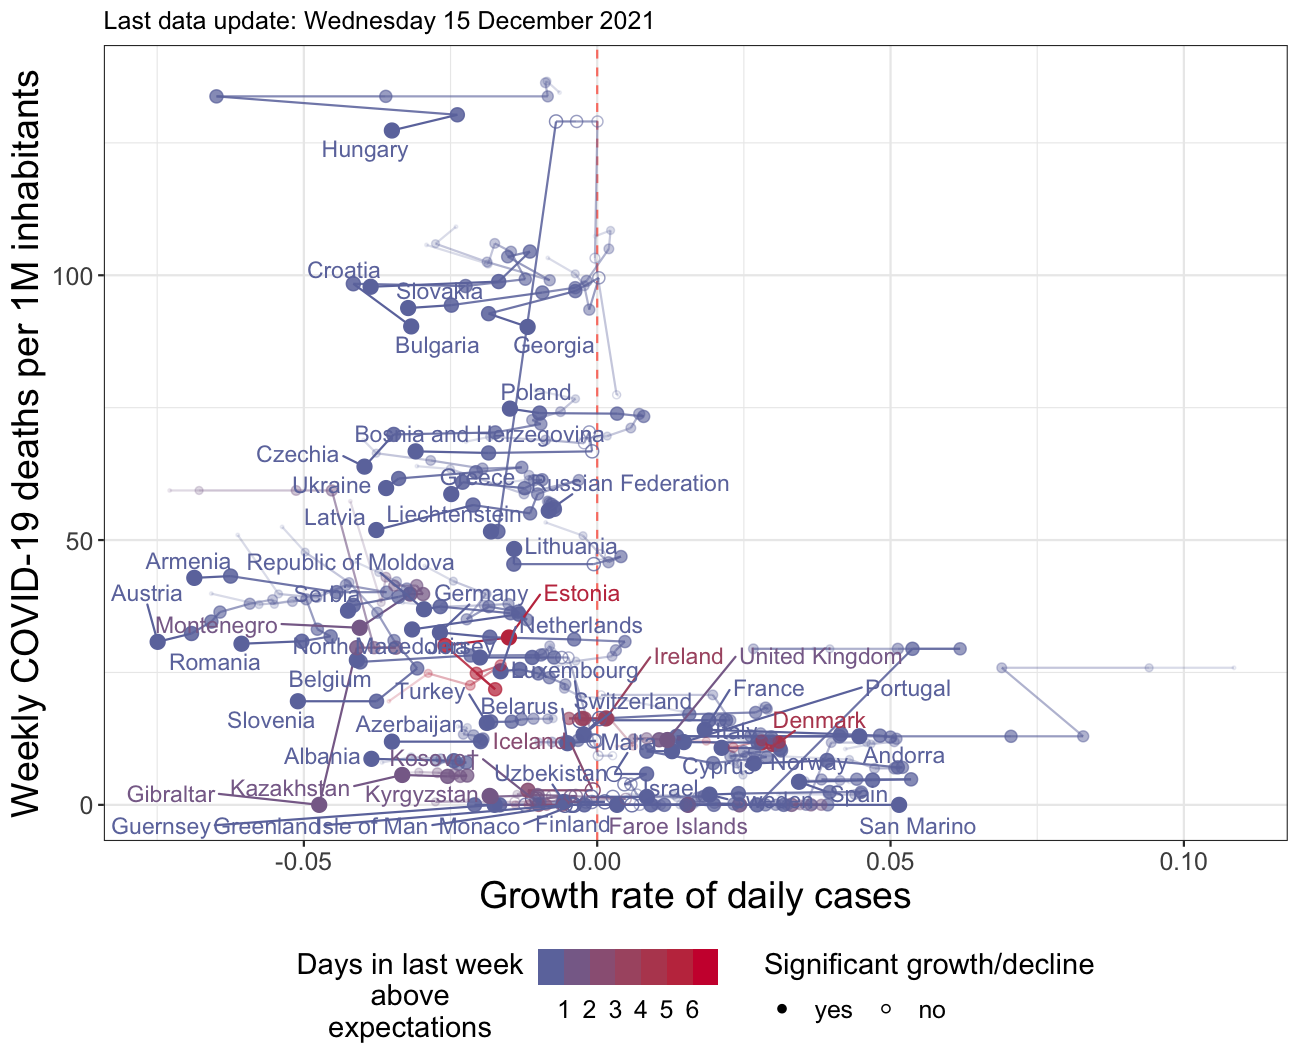 Last data update: Wednesday 15 December 2021
Weekly COVID-19 deaths per 1M inhabitants
100
50
0
Hungary
Croatia
Slovakia
Bulgaria
Georgia
Poland
Bosnia and Herzegovina
Czechia
Greece
Ukraine
Russian Federation
Latvia
Liechtenstein
Lithuania
Armenia
Republic of Moldova
Austria
Serbia
Germany
Estonia
Montenegro
Netherlands
North Macedonia
Jersey
Romania
Ireland
United Kingdom
Belgium
Luxembourg
Turkey
France
Portugal
Slovenia
Belarus
Switzerland
Azerbaijan
Denmark
Italy
Iceland
Malta
Albania
Kosovo
Cyprus
Norway
Andorra
Uzbekistan
Kazakhstan
Gibraltar
Kyrgyzstan
Israel
Sweden
Spain
Guernsey
Greenland
Isle of Man
Monaco
Finland
Faroe Islands
San Marino
-0.05
0.00
0.05
0.10
Growth rate of daily cases
Days in last week
above
expectations
1 2 3 4 5 6
Significant growth/decline
yes
no